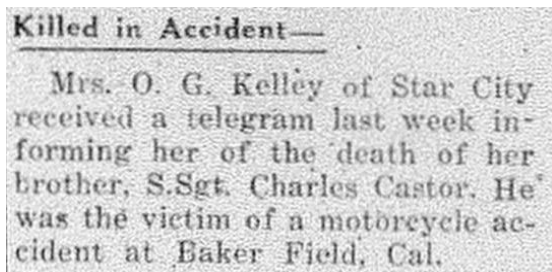 Killed in Accident—
Mrs. O. G. Kelley of Star City
received a telegram last week in-
forming her of the death of her
brother, S.Sgt. Charles Castor. He
was the victim of a motorcycle ac-
cident at Baker Field, Cal.